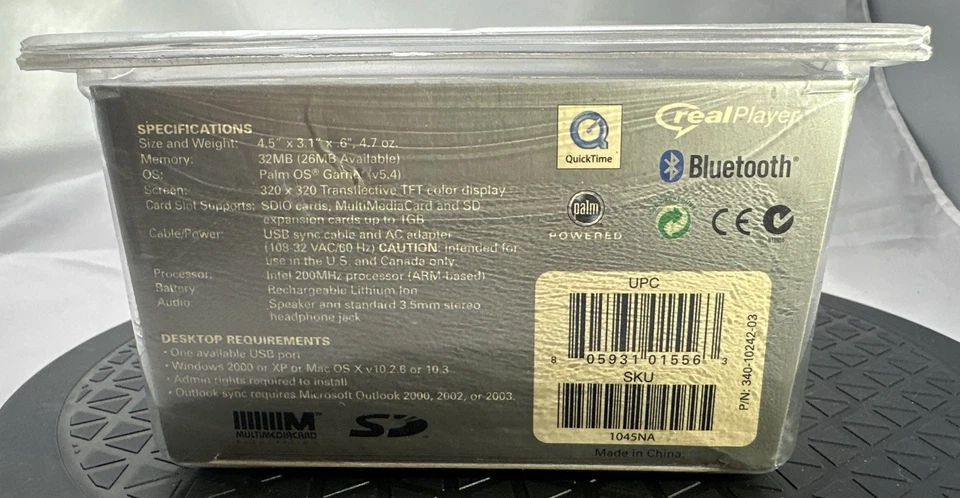 SPECIFICATIONS
Size and Weight: 4.5" x 3.1" x .6", 4.7 oz.
Memory: 32MB (26MB Available)
OS: Palm OS® Garnet (v5.4)
Screen: 320 x 320 Transflective TFT color display
Card Slot Supports: SDIO cards, MultiMediaCard and SD
expansion cards up to 1GB
Cable/Power: USB sync cable and AC adapter
(108-32 VAC/60 Hz) CAUTION: Intended for
use in the U.S. and Canada only.
Processor: Intel 200MHz processor (ARM-based)
Battery: Rechargeable Lithium Ion
Audio: Speaker and standard 3.5mm stereo
headphone jack
DESKTOP REQUIREMENTS
• One available USB port
• Windows 2000 or XP or Mac OS X v10.2.6 or 10.3
• Admin rights required to install
• Outlook sync requires Microsoft Outlook 2000, 2002, or 2003.
MULTIMEDIACARD
SD™
QuickTime
realPlayer
Bluetooth®
palm
POWERED
CE
UPC
8 05931 01556 3
SKU
1045NA
P/N: 340-10242-03
Made in China